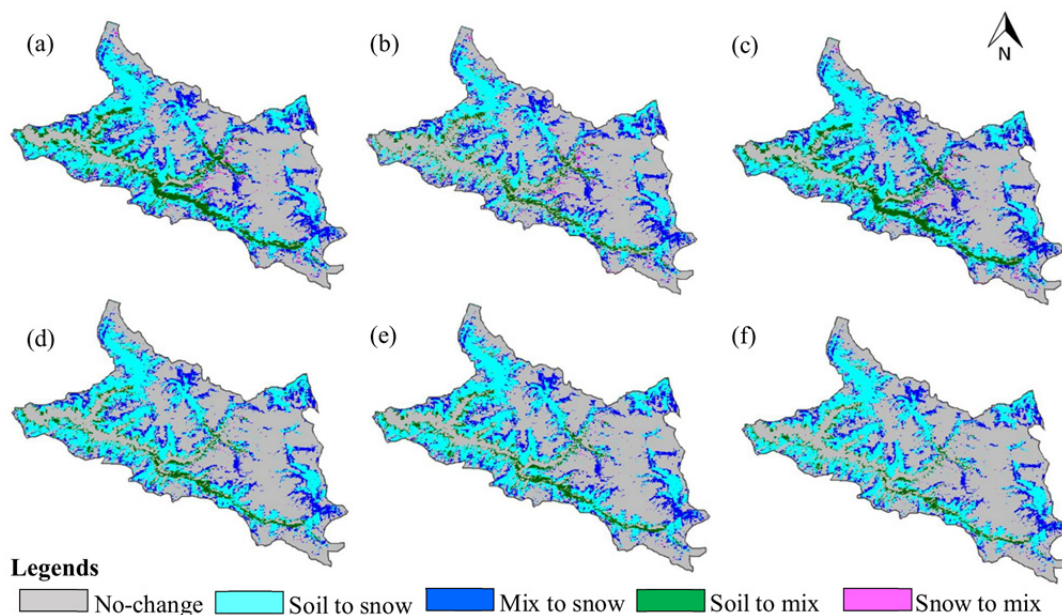 (a)
(b)
(c)
N
(d)
(e)
(f)
Legends
No-change
Soil to snow
Mix to snow
Soil to mix
Snow to mix